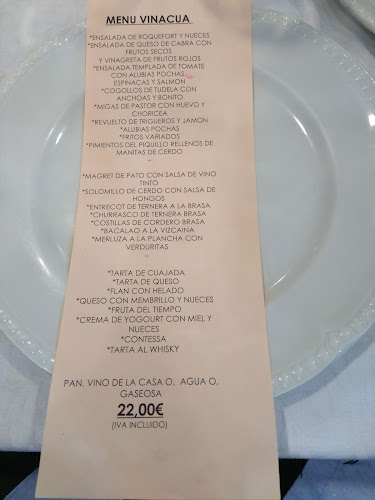 MENU VINACUA
*ENSALADA DE ROQUEFORT Y NUECES
*ENSALADA DE QUESO DE CABRA CON
FRUTOS SECOS
Y VINAGRETA DE FRUTOS ROJOS
*ENSALADA TEMPLADA DE TOMATE
CON ALUBIAS POCHAS,
ESPINACAS Y SALMON
*COGOLLOS DE TUDELA CON
ANCHOAS Y BONITO
*MIGAS DE PASTOR CON HUEVO Y
CHORICEA
*REVUELTO DE TRIGUEROS Y JAMON
*ALUBIAS POCHAS
*FRITOS VARIADOS
*PIMIENTOS DEL PIQUILLO RELLENOS DE
MANITAS DE CERDO
~
*MAGRET DE PATO CON SALSA DE VINO
TINTO
*SOLOMILLO DE CERDO CON SALSA DE
HONGOS
*ENTRECOT DE TERNERA A LA BRASA
*CHURRASCO DE TERNERA BRASA
*COSTILLAS DE CORDERO BRASA
*BACALAO A LA VIZCAINA
*MERLUZA A LA PLANCHA CON
VERDURITAS
~
*TARTA DE CUAJADA
*TARTA DE QUESO
*FLAN CON HELADO
*QUESO CON MEMBRILLO Y NUECES
*FRUTA DEL TIEMPO
*CREMA DE YOGOURT CON MIEL Y
NUECES
*CONTESSA
*TARTA AL WHISKY
PAN, VINO DE LA CASA O, AGUA O,
GASEOSA
22,00€
(IVA INCLUIDO)